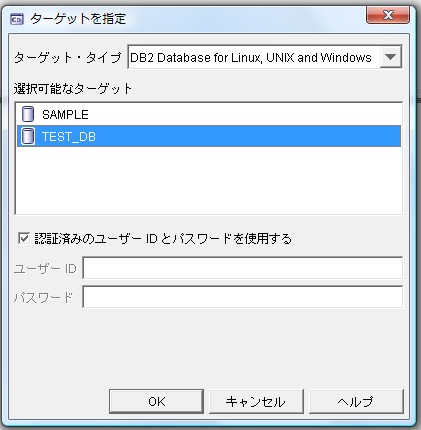 ターゲットを指定
ターゲット・タイプ DB2 Database for Linux, UNIX and Windows
選択可能なターゲット
SAMPLE
TEST_DB
認証済みのユーザー ID とパスワードを使用する
ユーザー ID
パスワード
OK キャンセル ヘルプ